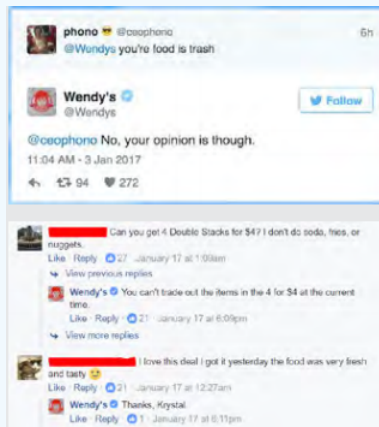 phono @ceophono 6h
@Wendys you're food is trash
Wendy's
@Wendys
Follow
@ceophono No, your opinion is though.
11:04 AM - 3 Jan 2017
94 272
Can you get 4 Double Stacks for $4? I don't do soda, fries, or
nuggets.
Like · Reply · 27 · January 17 at 1:09am
View previous replies
Wendy's You can't trade out the items in the 4 for $4 at the current
time.
Like · Reply · 21 · January 17 at 6:09pm
View more replies
I love this deal I got it yesterday the food was very fresh
and tasty
Like · Reply · 21 · January 17 at 12:27am
Wendy's Thanks, Krystal.
Like · Reply · 1 · January 17 at 6:11pm